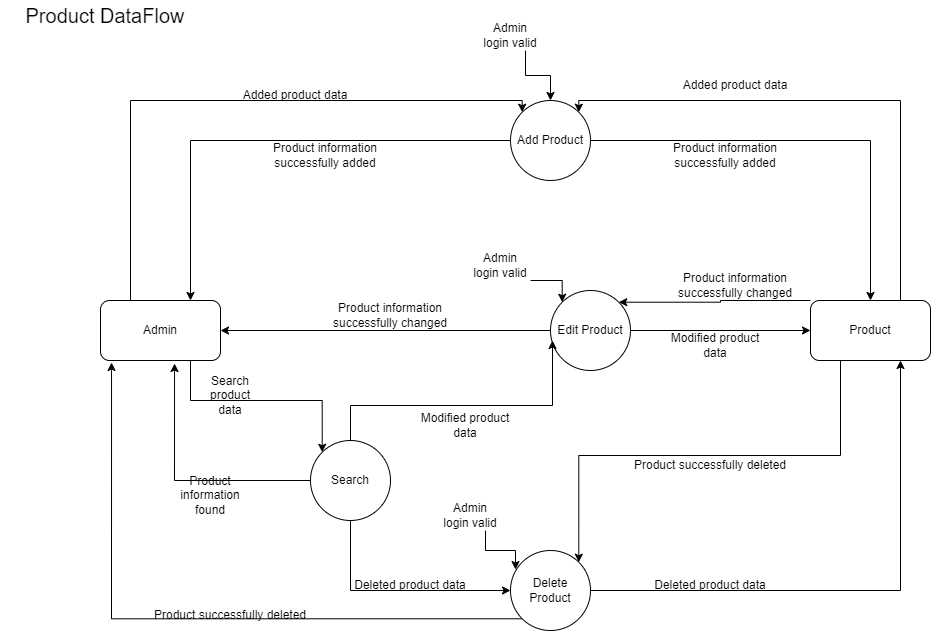 Product DataFlow
Admin
login valid
Added product data
Added product data
Add Product
Product information
successfully added
Product information
successfully added
Admin
login valid
Product information
successfully changed
Product information
successfully changed
Admin
Edit Product
Product
Modified product
data
Search
product
data
Modified product
data
Product successfully deleted
Search
Product
information
found
Admin
login valid
Deleted product data
Delete
Product
Deleted product data
Product successfully deleted